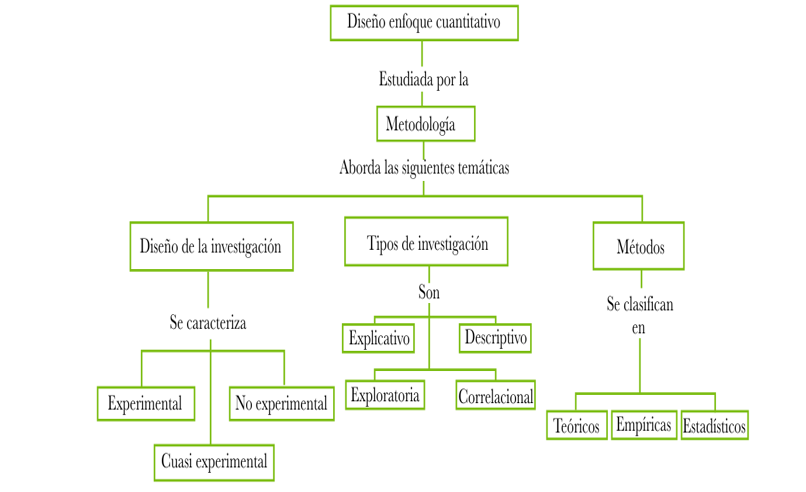 Diseño enfoque cuantitativo
Estudiada por la
Metodología
Aborda las siguientes temáticas
Diseño de la investigación
Tipos de investigación
Métodos
Se caracteriza
Son
Se clasifican
en
Explicativo
Descriptivo
Experimental
No experimental
Exploratoria
Correlacional
Teóricos
Empíricas
Estadísticos
Cuasi experimental